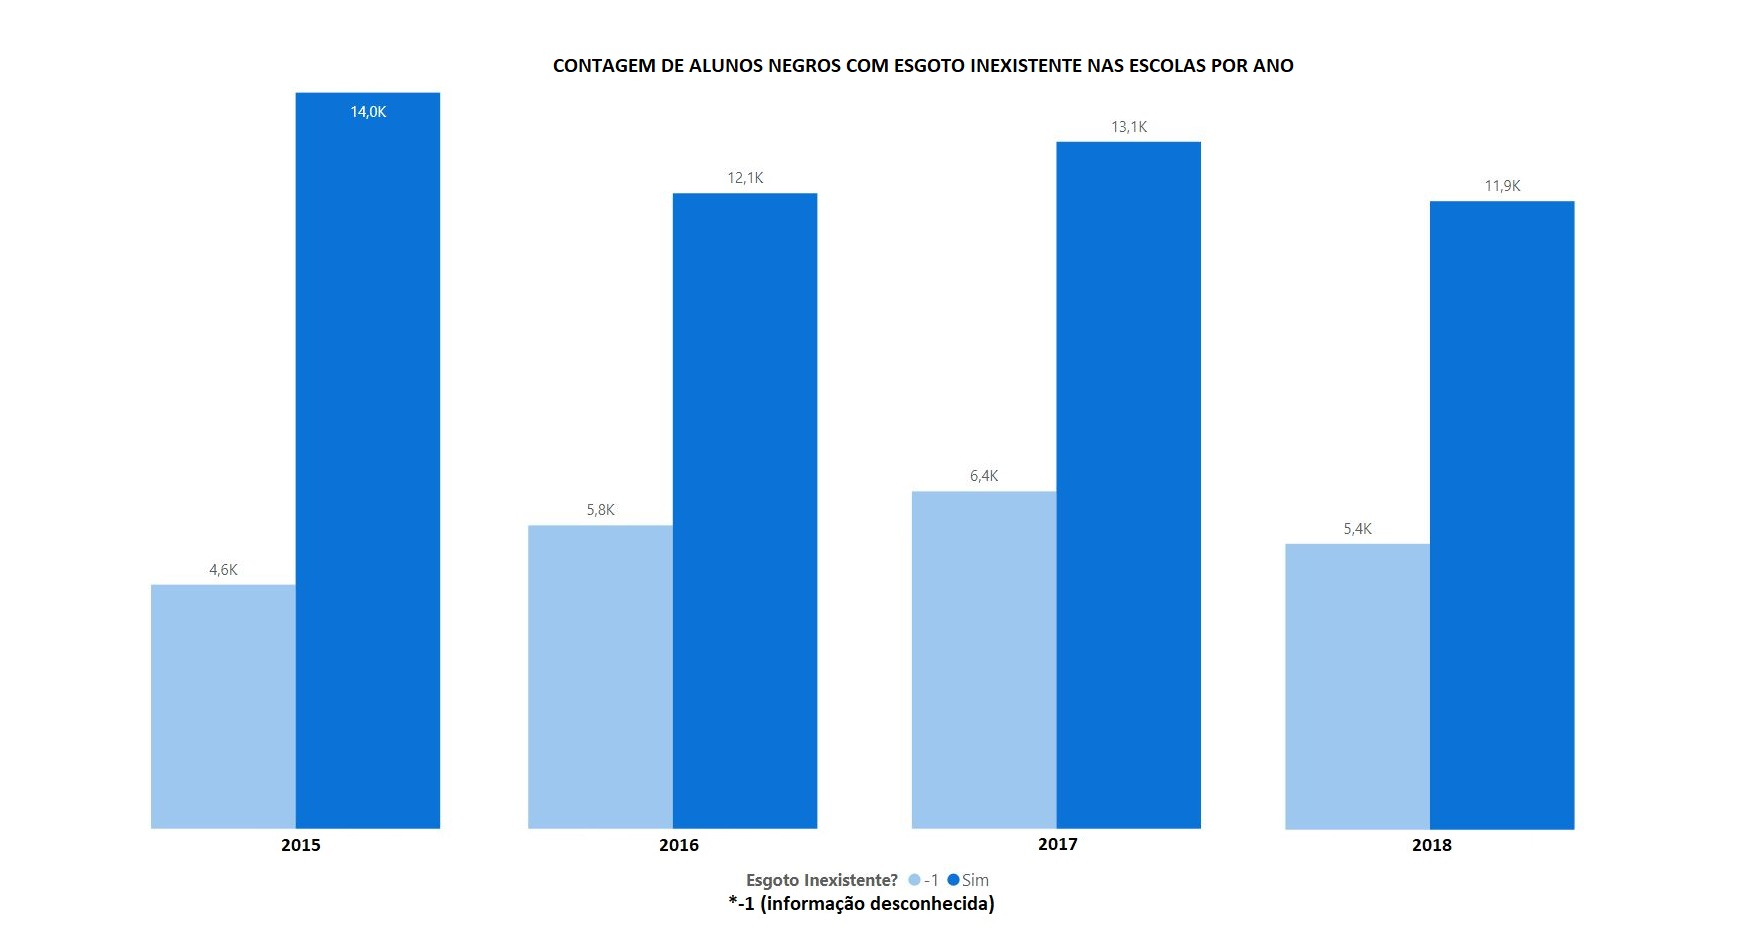 CONTAGEM DE ALUNOS NEGROS COM ESGOTO INEXISTENTE NAS ESCOLAS POR ANO
14,0K
13,1K
12,1K
11,9K
6,4K
5,8K
5,4K
4,6K
2015 2016 2017 2018
Esgoto Inexistente? -1 Sim
*-1 (informação desconhecida)